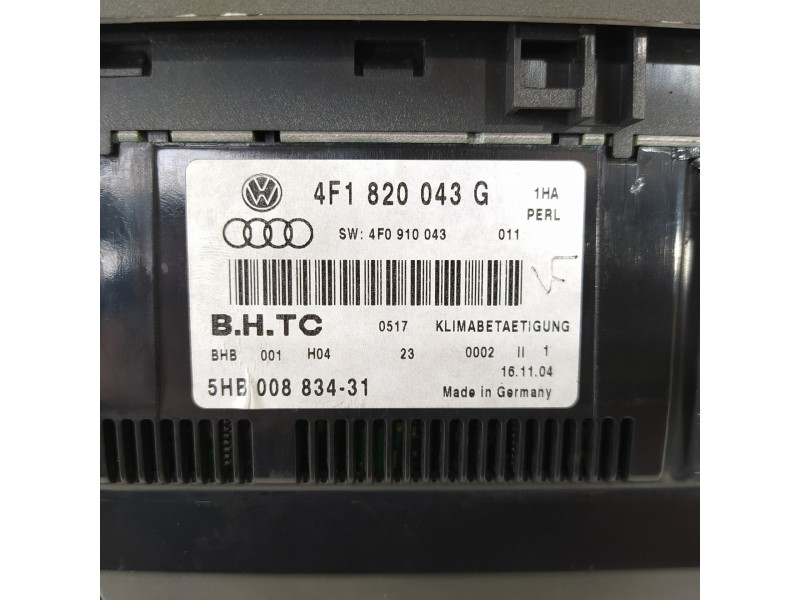 VW
4F1 820 043 G 1HA
PERL
SW: 4F0 910 043 011
B.H.TC 0517 KLIMABETAETIGUNG
BHB 001 H04 23 0002 II 1
16.11.04
5HB 008 834-31 Made in Germany